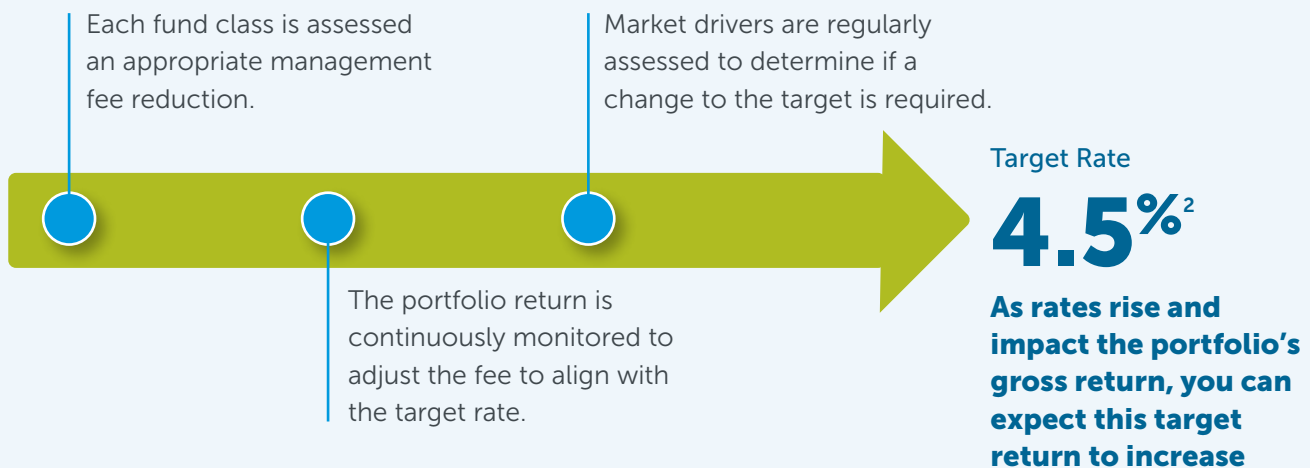 Each fund class is assessed
an appropriate management
fee reduction.
The portfolio return is
continuously monitored to
adjust the fee to align with
the target rate.
Market drivers are regularly
assessed to determine if a
change to the target is required.
Target Rate
4.5%²
As rates rise and
impact the portfolio’s
gross return, you can
expect this target
return to increase